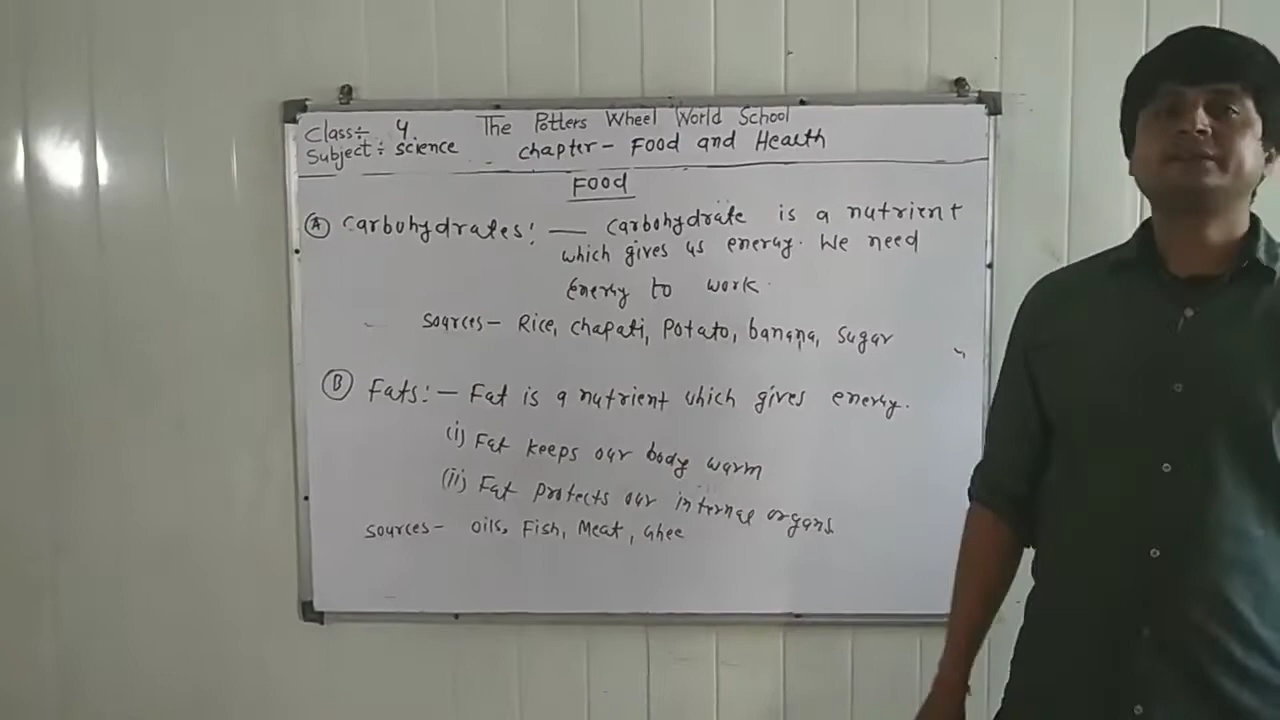 Class÷ 4 The Potters Wheel World School
Subject÷ science chapter- Food and Health
Food
(A) Carbohydrates:— Carbohydrate is a nutrient
which gives us energy. We need
Energy to work.
Sources- Rice, Chapati, Potato, banana, Sugar
(B) Fats:- Fat is a nutrient which gives energy.
(i) Fat keeps our body warm
(ii) Fat Protects our internal organs.
Sources- Oils, Fish, Meat, Ghee